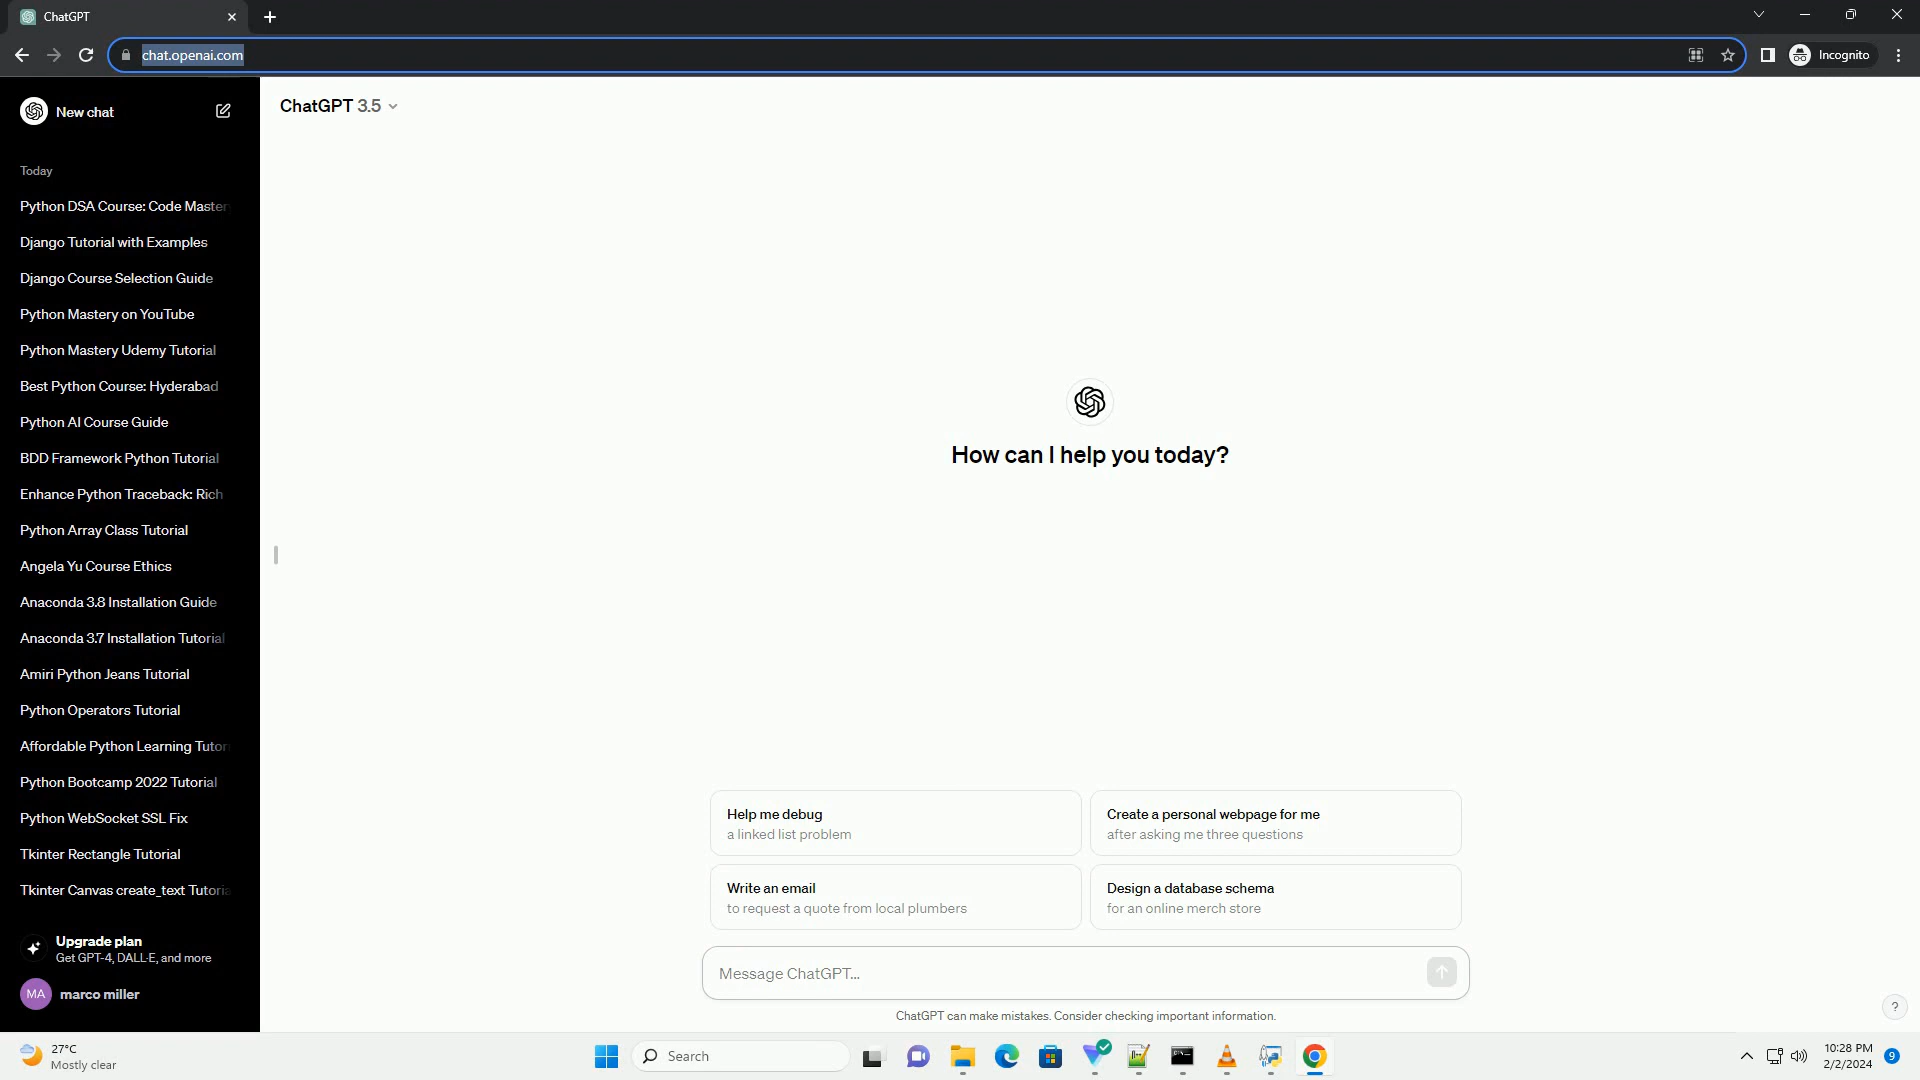 ChatGPT
chat.openai.com
Incognito
New chat
ChatGPT 3.5
Today
Python DSA Course: Code Master
Django Tutorial with Examples
Django Course Selection Guide
Python Mastery on YouTube
Python Mastery Udemy Tutorial
Best Python Course: Hyderabad
Python AI Course Guide
BDD Framework Python Tutorial
Enhance Python Traceback: Rich
Python Array Class Tutorial
Angela Yu Course Ethics
Anaconda 3.8 Installation Guide
Anaconda 3.7 Installation Tutorial
Amiri Python Jeans Tutorial
Python Operators Tutorial
Affordable Python Learning Tutor
Python Bootcamp 2022 Tutorial
Python WebSocket SSL Fix
Tkinter Rectangle Tutorial
Tkinter Canvas create_text Tutoria
Upgrade plan
Get GPT-4, DALL·E, and more
MA
marco miller
How can I help you today?
Help me debug
a linked list problem
Create a personal webpage for me
after asking me three questions
Write an email
to request a quote from local plumbers
Design a database schema
for an online merch store
Message ChatGPT...
ChatGPT can make mistakes. Consider checking important information.
?
27°C
Mostly clear
Search
10:28 PM
2/2/2024
9